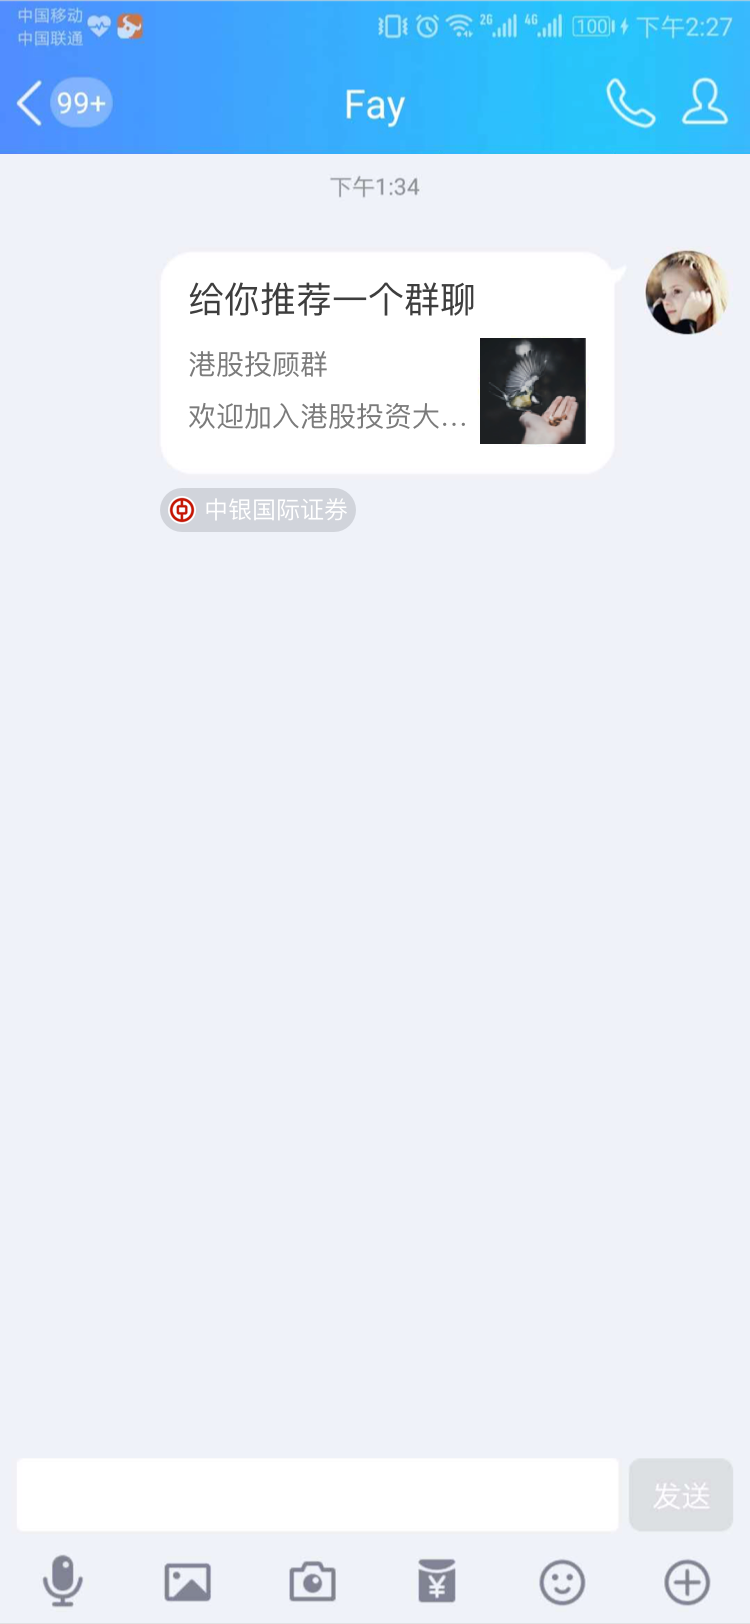 中国移动
中国联通
2G
4G
100
下午2:27
99+
Fay
下午1:34
给你推荐一个群聊
港股投顾群
欢迎加入港股投资大...
中银国际证券
发送